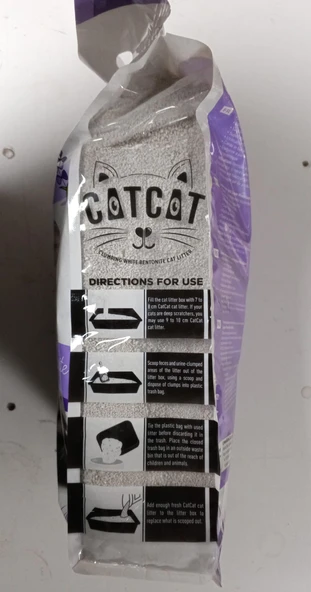 CATCAT
CLUMPING WHITE BENTONITE CAT LITTER
DIRECTIONS FOR USE
Fill the cat litter box with 7 to
8 cm CatCat cat litter. If your
cats are deep scratchers, you
may use 9 to 10 cm CatCat
cat litter.
Scoop feces and urine-clumped
areas of the litter out of the
litter box, using a scoop and
dispose of clumps into plastic
trash bag.
Tie the plastic bag with used
litter before discarding it in
the trash. Place the closed
trash bag in an outside waste
bin that is out of the reach of
children and animals.
Add enough fresh CatCat cat
litter to the litter box to
replace what is scooped out.